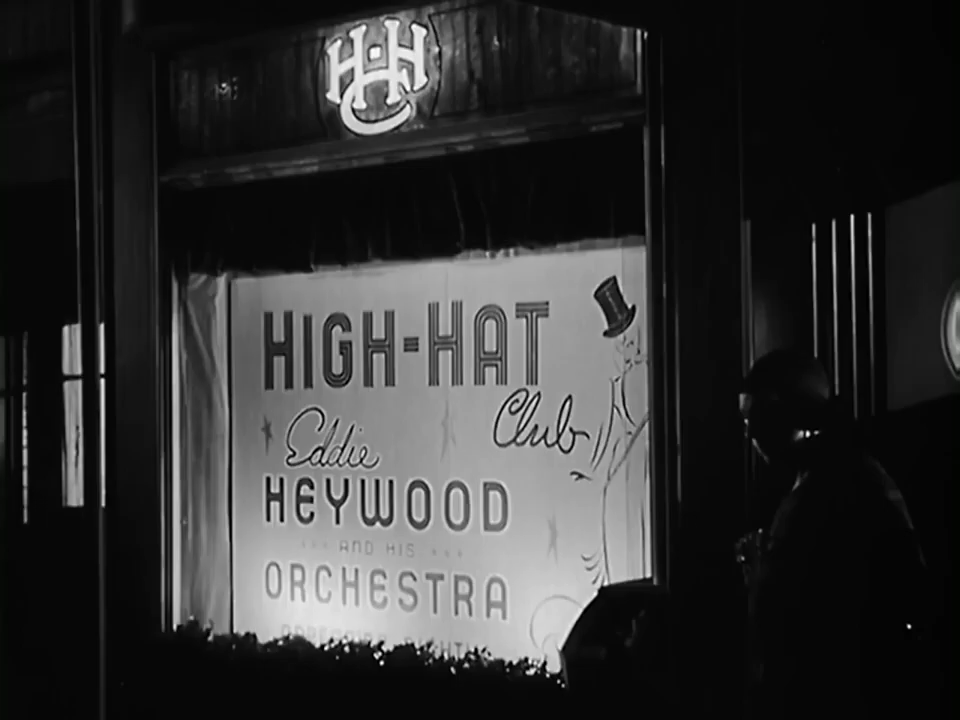 HHC
HIGH-HAT
Club
Eddie
HEYWOOD
AND HIS
ORCHESTRA